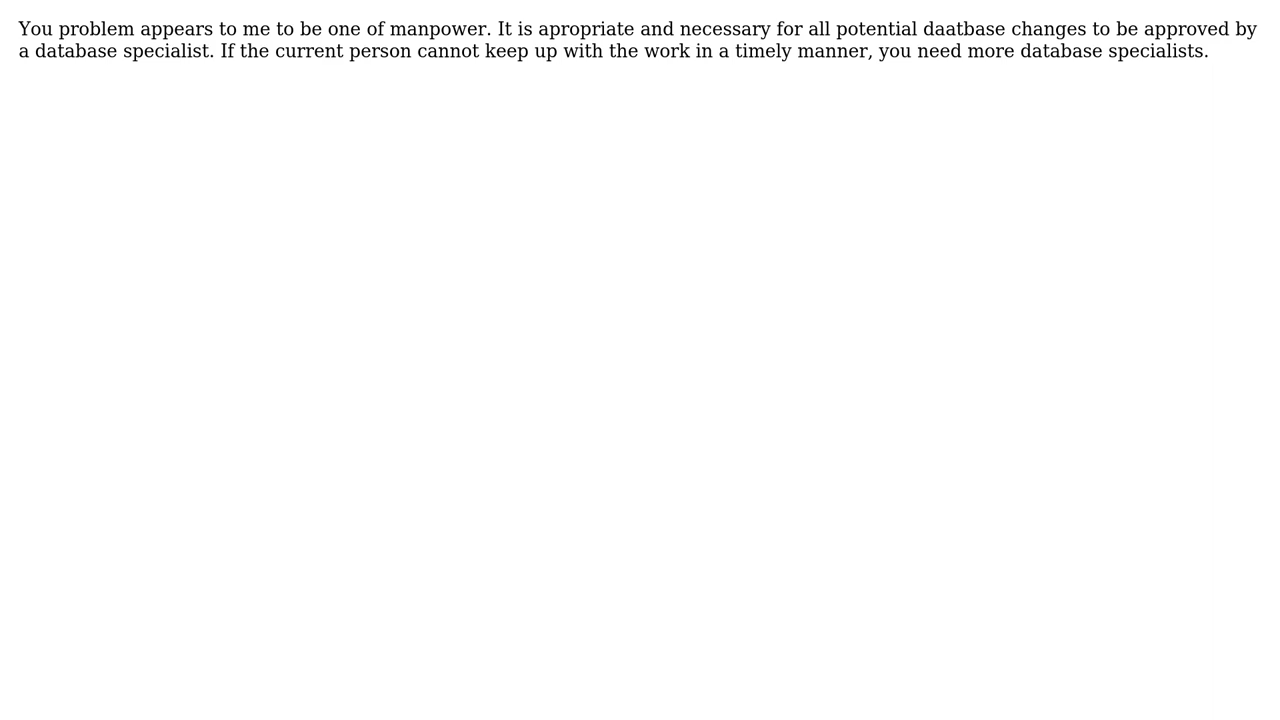 You problem appears to me to be one of manpower. It is apropriate and necessary for all potential daatbase changes to be approved by
a database specialist. If the current person cannot keep up with the work in a timely manner, you need more database specialists.